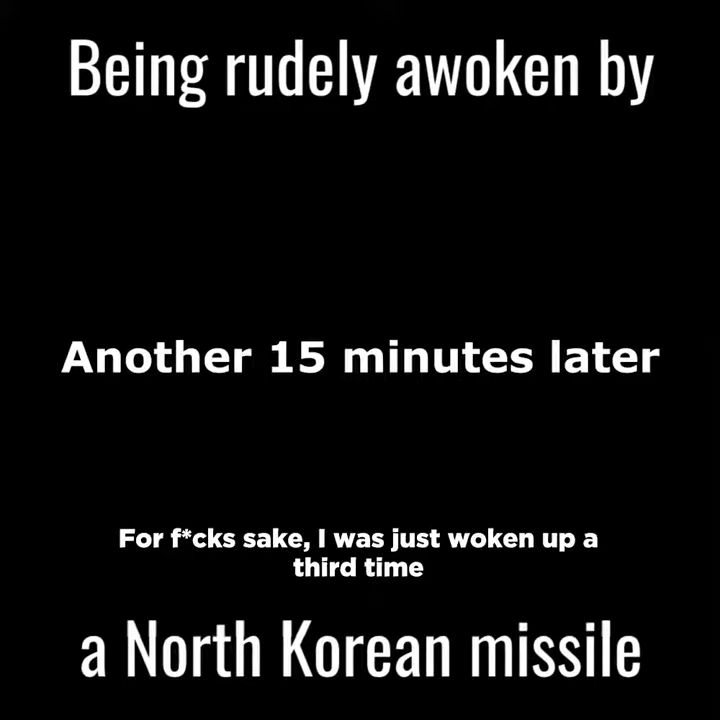 Being rudely awoken by
Another 15 minutes later
For f*cks sake, I was just woken up a
third time
a North Korean missile